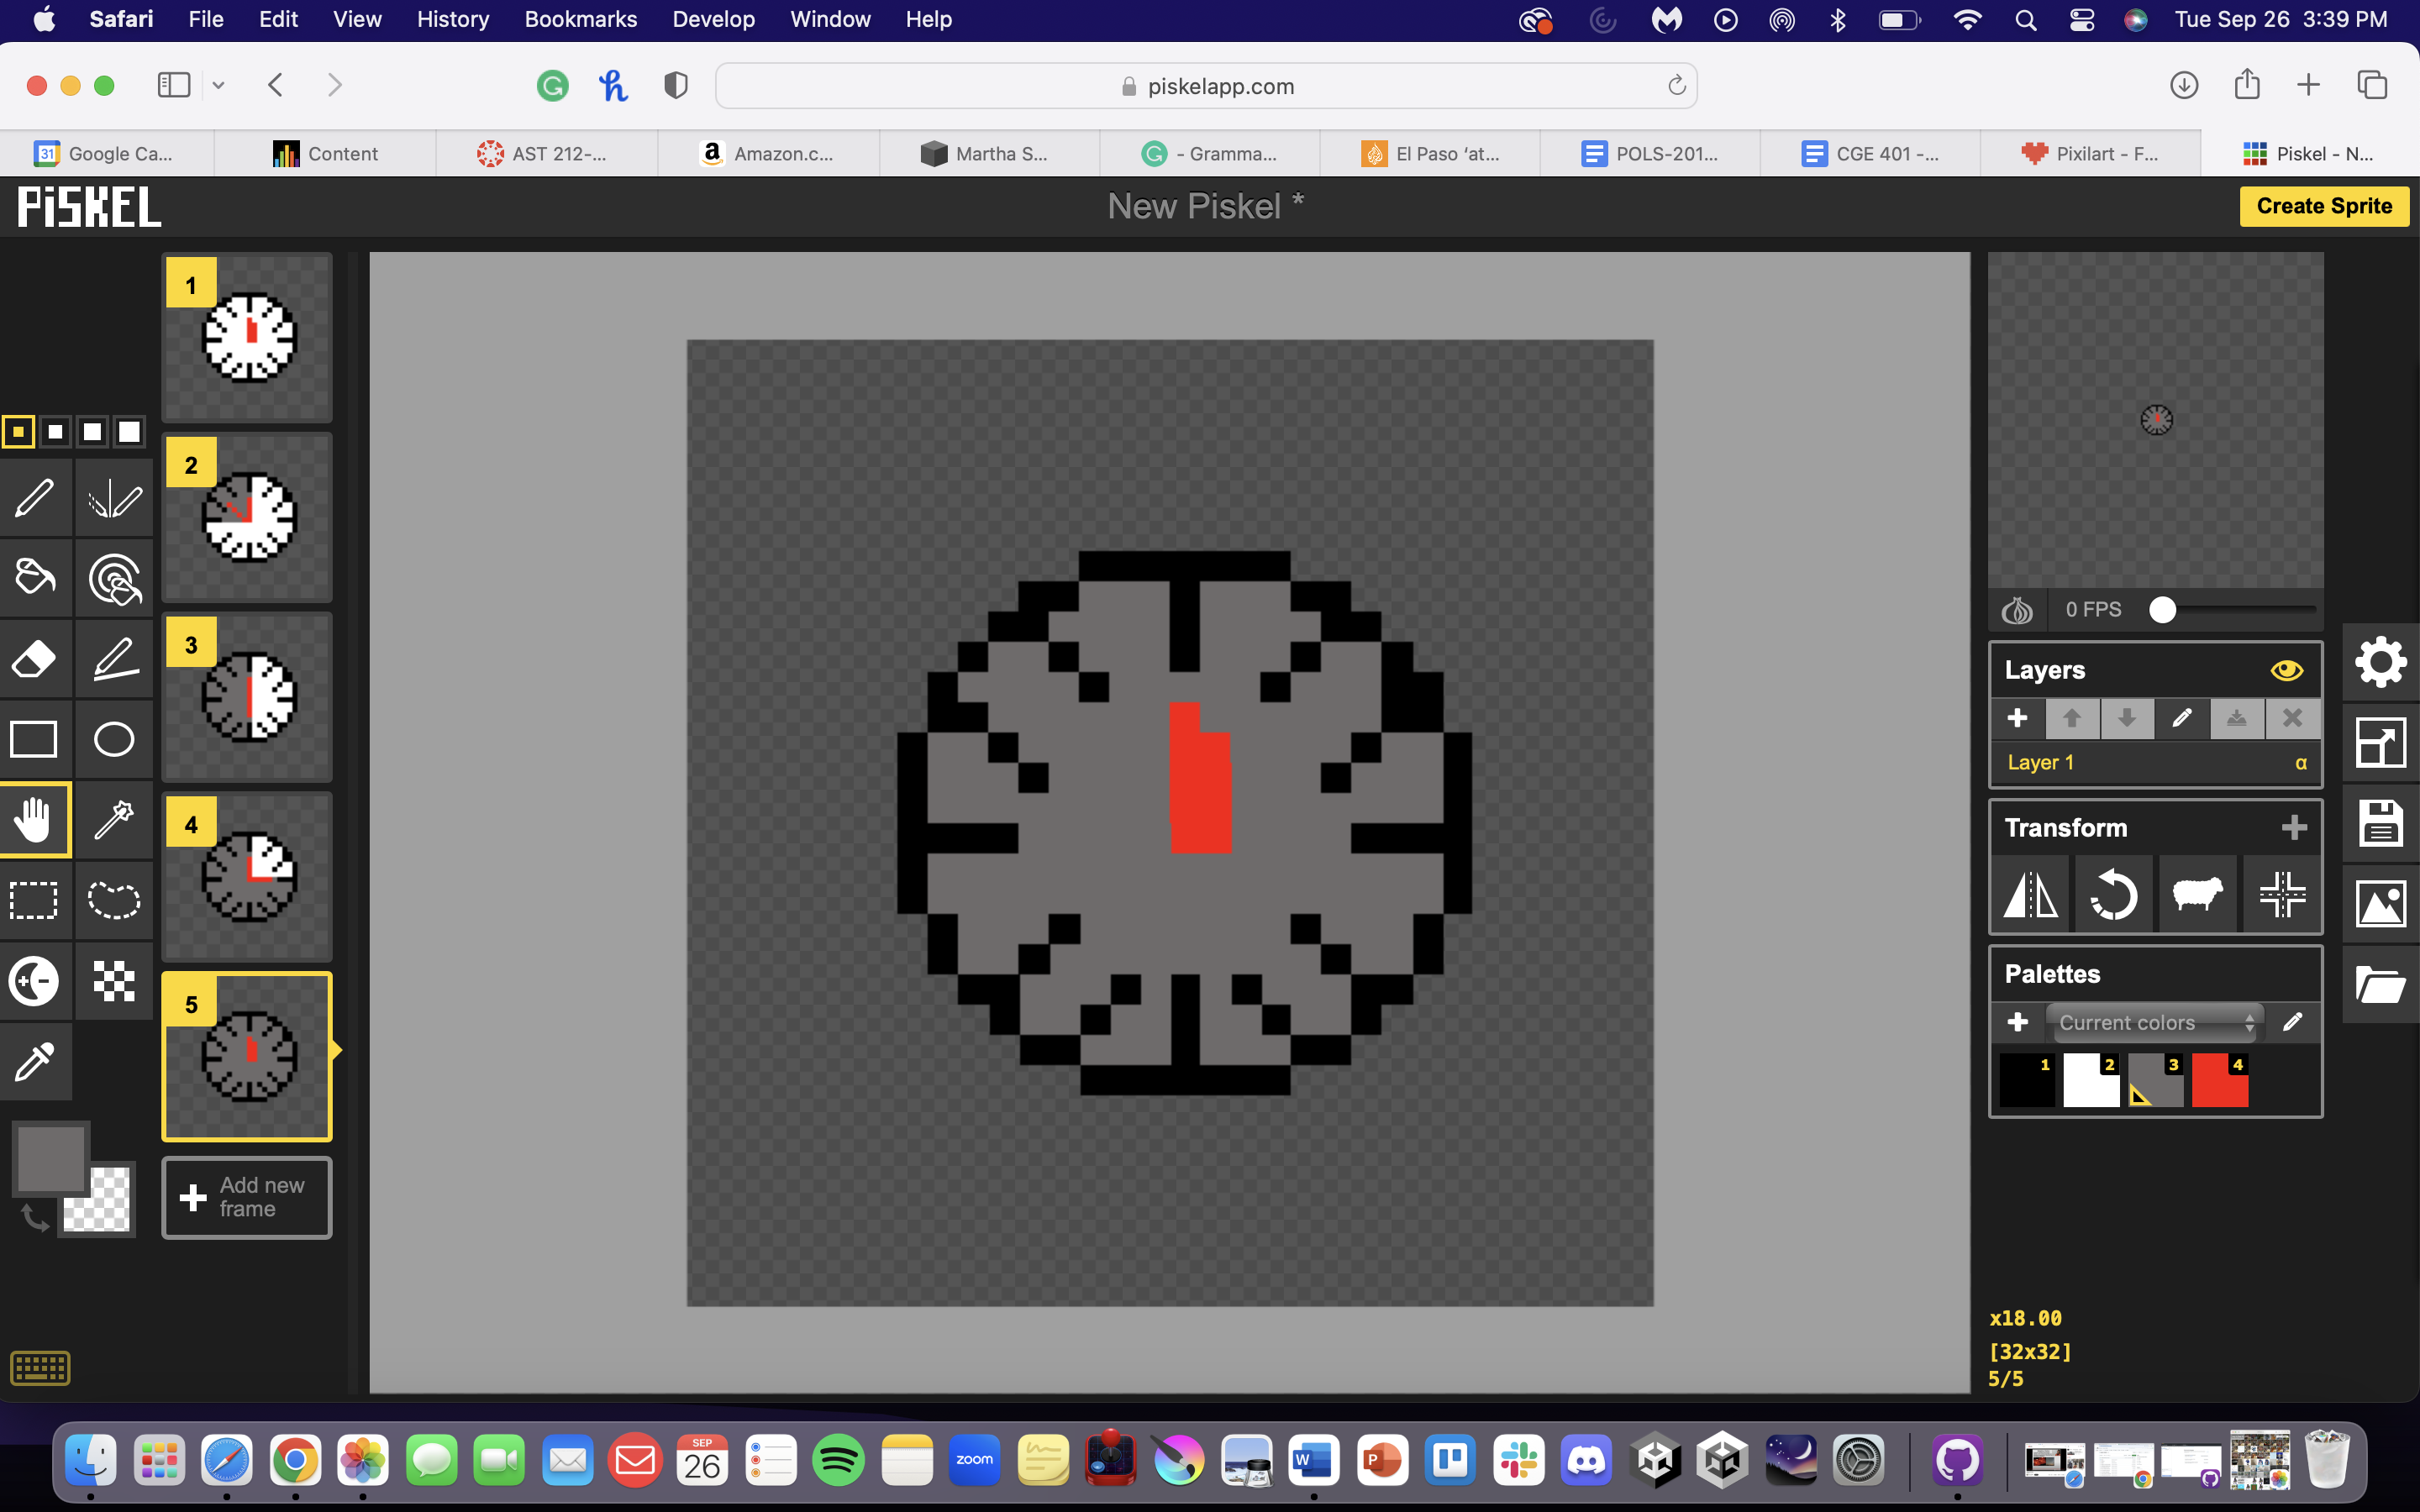 Safari File Edit View History Bookmarks Develop Window Help Tue Sep 26 3:39 PM
piskelapp.com
31 Google Ca... Content AST 212-... a Amazon.c... Martha S... - Gramma... El Paso ‘at... POLS-201... CGE 401 -... Pixilart - F... Piskel - N...
PiSKEL New Piskel * Create Sprite
1
2
3
4
5
Add new
frame
0 FPS
Layers
Layer 1 α
Transform
Palettes
Current colors
1 2 3 4
x18.00
[32x32]
5/5
SEP
26
zoom
W
P